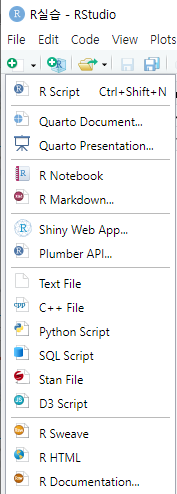 R실습 - RStudio
File Edit Code View Plots
R Script Ctrl+Shift+N
Quarto Document...
Quarto Presentation...
R Notebook
R Markdown...
Shiny Web App...
Plumber API...
Text File
C++ File
Python Script
SQL Script
Stan File
D3 Script
R Sweave
R HTML
R Documentation...